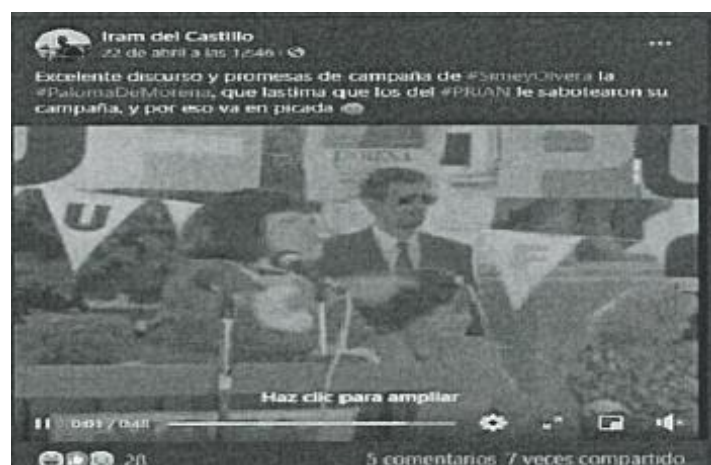 Iram del Castillo
22 de abril a las 12:46
Excelente discurso y promesas de campaña de #SimeyOlvera la
#PalomaDeMorena, que lastima que los del #PRIAN le sabotearon su
campaña, y por eso va en picada
U
Haz clic para ampliar
0:01 / 0:48
20
5 comentarios 7 veces compartido